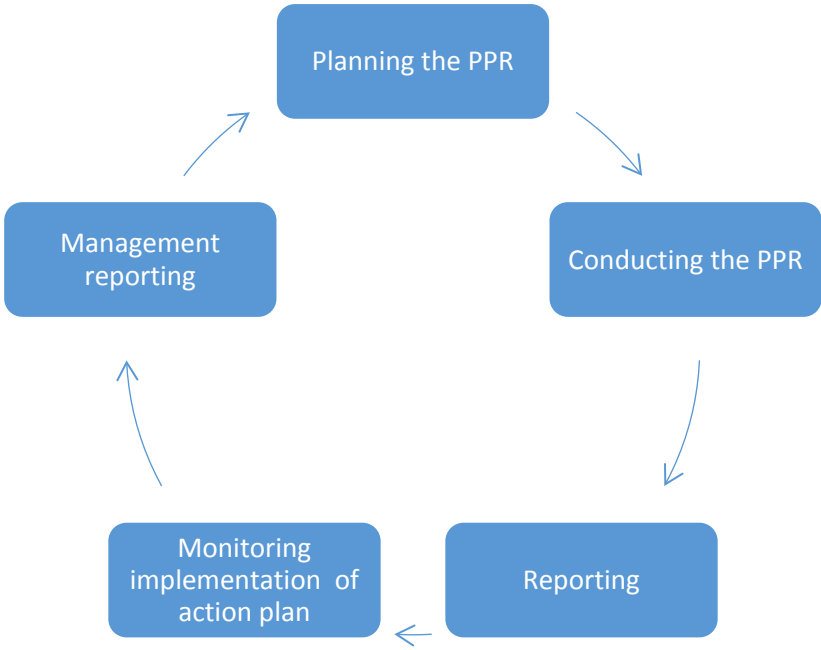 Planning the PPR
Conducting the PPR
Reporting
Monitoring
implementation  of
action plan
Management
reporting